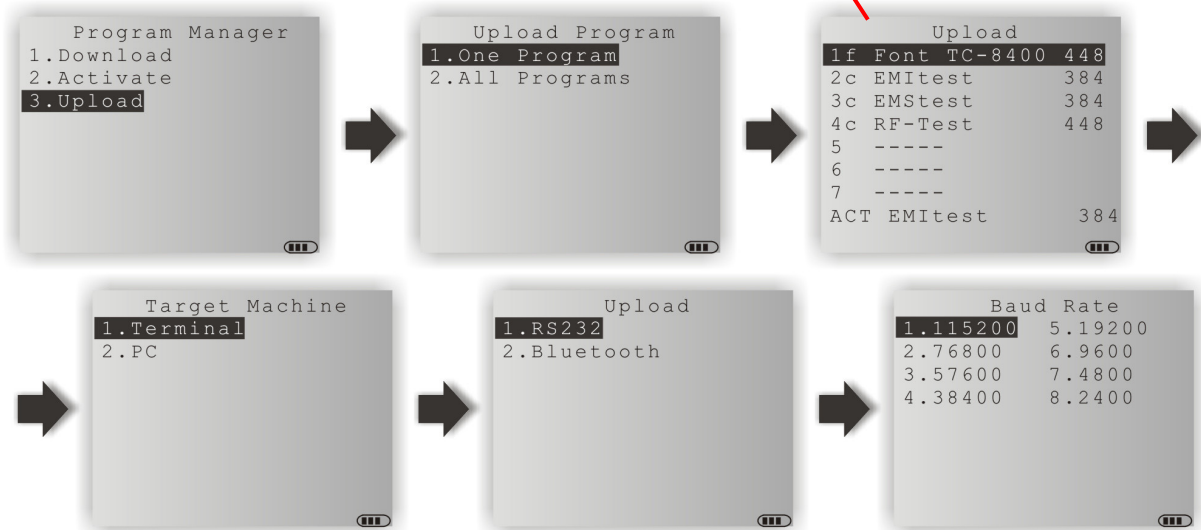 Program Manager
1.Download
2.Activate
3.Upload
Upload Program
1.One Program
2.All Programs
Upload
1f Font TC-8400 448
2c EMItest 384
3c EMStest 384
4c RF-Test 448
5 -----
6 -----
7 -----
ACT EMItest 384
Target Machine
1.Terminal
2.PC
Upload
1.RS232
2.Bluetooth
Baud Rate
1.115200 5.19200
2.76800 6.9600
3.57600 7.4800
4.38400 8.2400